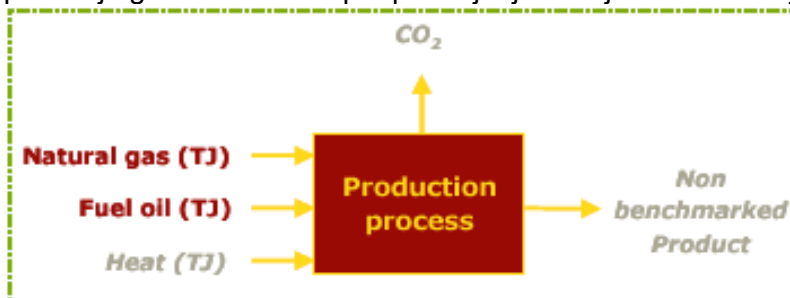 CO₂
Natural gas (TJ)
Fuel oil (TJ)
Heat (TJ)
Production
process
Non
benchmarked
Product